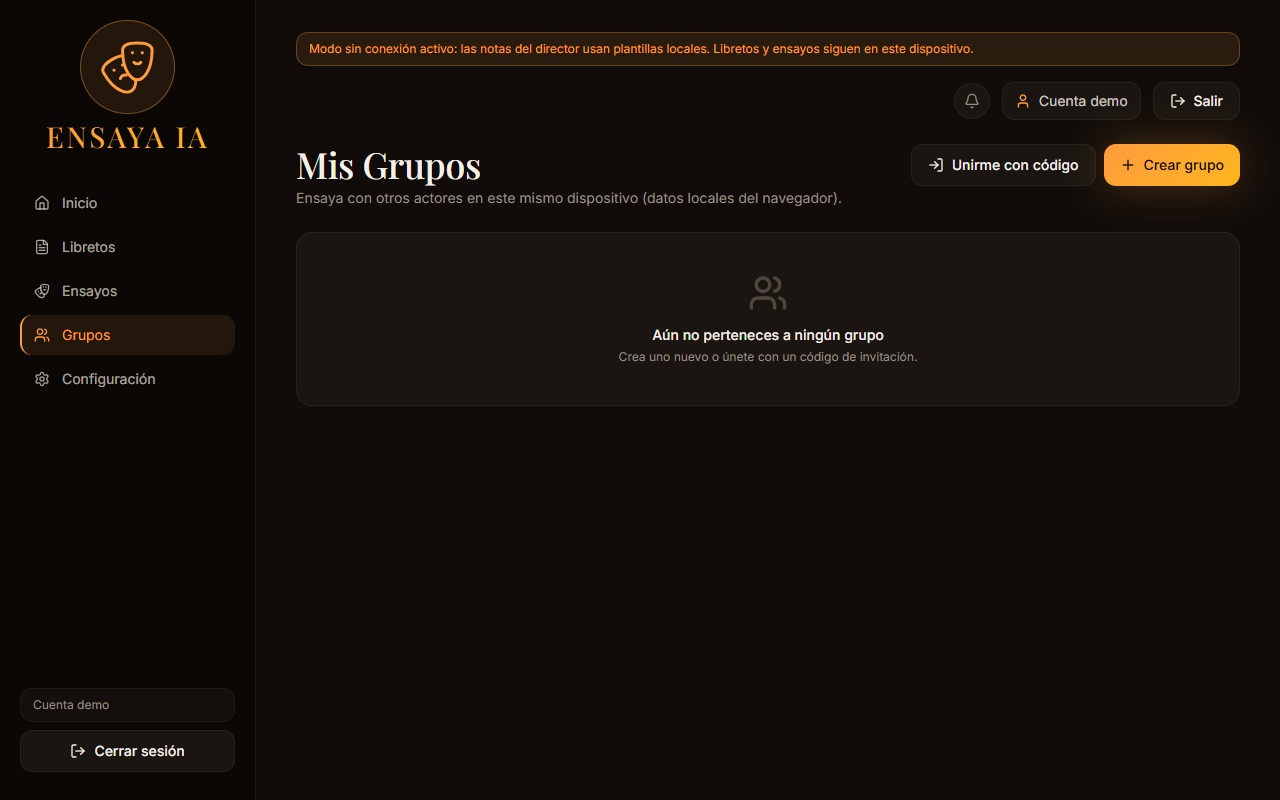 ENSAYA IA
Inicio
Libretos
Ensayos
Grupos
Configuración
Cuenta demo
Cerrar sesión
Modo sin conexión activo: las notas del director usan plantillas locales. Libretos y ensayos siguen en este dispositivo.
Cuenta demo
Salir
Mis Grupos
Ensaya con otros actores en este mismo dispositivo (datos locales del navegador).
Unirme con código
Crear grupo
Aún no perteneces a ningún grupo
Crea uno nuevo o únete con un código de invitación.